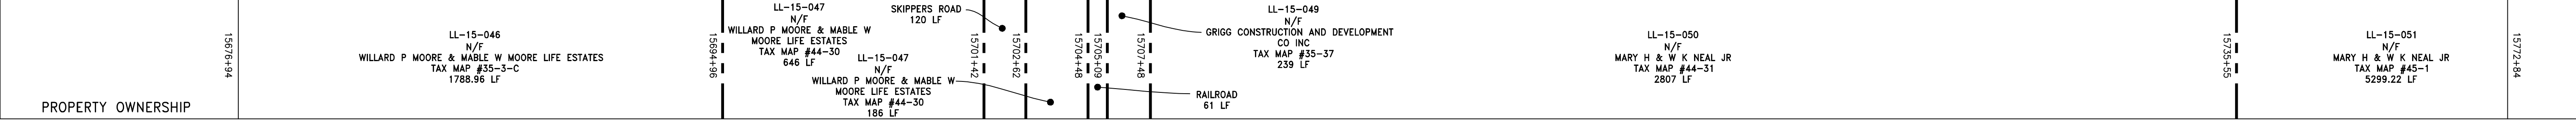 PROPERTY OWNERSHIP
15676+94
LL-15-046
N/F
WILLARD P MOORE & MABLE W MOORE LIFE ESTATES
TAX MAP #35-3-C
1788.96 LF
15694+96
LL-15-047
N/F
WILLARD P MOORE & MABLE W
MOORE LIFE ESTATES
TAX MAP #44-30
646 LF
LL-15-047
N/F
WILLARD P MOORE & MABLE W
MOORE LIFE ESTATES
TAX MAP #44-30
186 LF
SKIPPERS ROAD
120 LF
15701+42
15702+62
15704+48
15705+09
15707+48
RAILROAD
61 LF
LL-15-049
N/F
GRIGG CONSTRUCTION AND DEVELOPMENT
CO INC
TAX MAP #35-37
239 LF
LL-15-050
N/F
MARY H & W K NEAL JR
TAX MAP #44-31
2807 LF
15735+55
LL-15-051
N/F
MARY H & W K NEAL JR
TAX MAP #45-1
5299.22 LF
15772+84